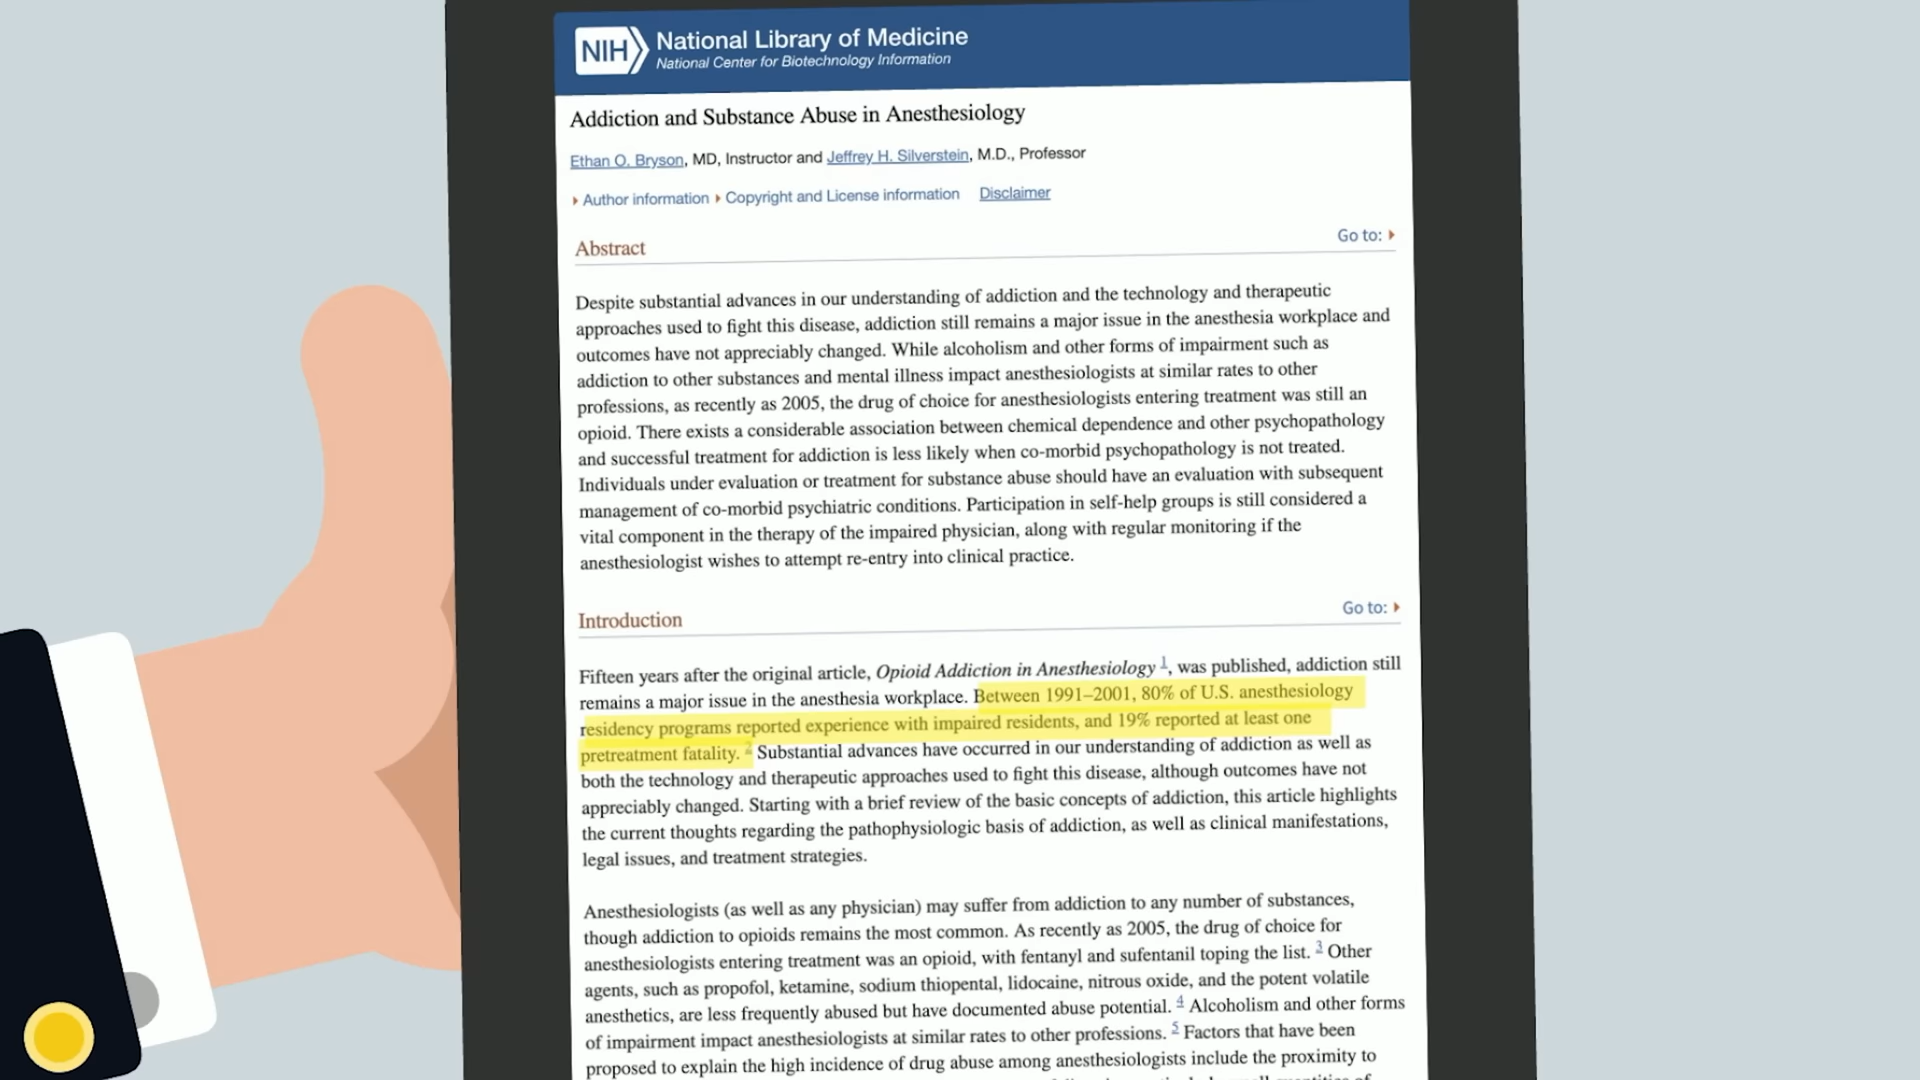 NIH National Library of Medicine
National Center for Biotechnology Information
Addiction and Substance Abuse in Anesthesiology
Ethan O. Bryson, MD, Instructor and Jeffrey H. Silverstein, M.D., Professor
Author information Copyright and License information Disclaimer
Abstract Go to:
Despite substantial advances in our understanding of addiction and the technology and therapeutic
approaches used to fight this disease, addiction still remains a major issue in the anesthesia workplace and
outcomes have not appreciably changed. While alcoholism and other forms of impairment such as
addiction to other substances and mental illness impact anesthesiologists at similar rates to other
professions, as recently as 2005, the drug of choice for anesthesiologists entering treatment was still an
opioid. There exists a considerable association between chemical dependence and other psychopathology
and successful treatment for addiction is less likely when co-morbid psychopathology is not treated.
Individuals under evaluation or treatment for substance abuse should have an evaluation with subsequent
management of co-morbid psychiatric conditions. Participation in self-help groups is still considered a
vital component in the therapy of the impaired physician, along with regular monitoring if the
anesthesiologist wishes to attempt re-entry into clinical practice.
Introduction Go to:
Fifteen years after the original article, Opioid Addiction in Anesthesiology 1, was published, addiction still
remains a major issue in the anesthesia workplace. Between 1991–2001, 80% of U.S. anesthesiology
residency programs reported experience with impaired residents, and 19% reported at least one
pretreatment fatality. 2 Substantial advances have occurred in our understanding of addiction as well as
both the technology and therapeutic approaches used to fight this disease, although outcomes have not
appreciably changed. Starting with a brief review of the basic concepts of addiction, this article highlights
the current thoughts regarding the pathophysiologic basis of addiction, as well as clinical manifestations,
legal issues, and treatment strategies.
Anesthesiologists (as well as any physician) may suffer from addiction to any number of substances,
though addiction to opioids remains the most common. As recently as 2005, the drug of choice for
anesthesiologists entering treatment was an opioid, with fentanyl and sufentanil toping the list. 3 Other
agents, such as propofol, ketamine, sodium thiopental, lidocaine, nitrous oxide, and the potent volatile
anesthetics, are less frequently abused but have documented abuse potential. 4 Alcoholism and other forms
of impairment impact anesthesiologists at similar rates to other professions. 5 Factors that have been
proposed to explain the high incidence of drug abuse among anesthesiologists include the proximity to